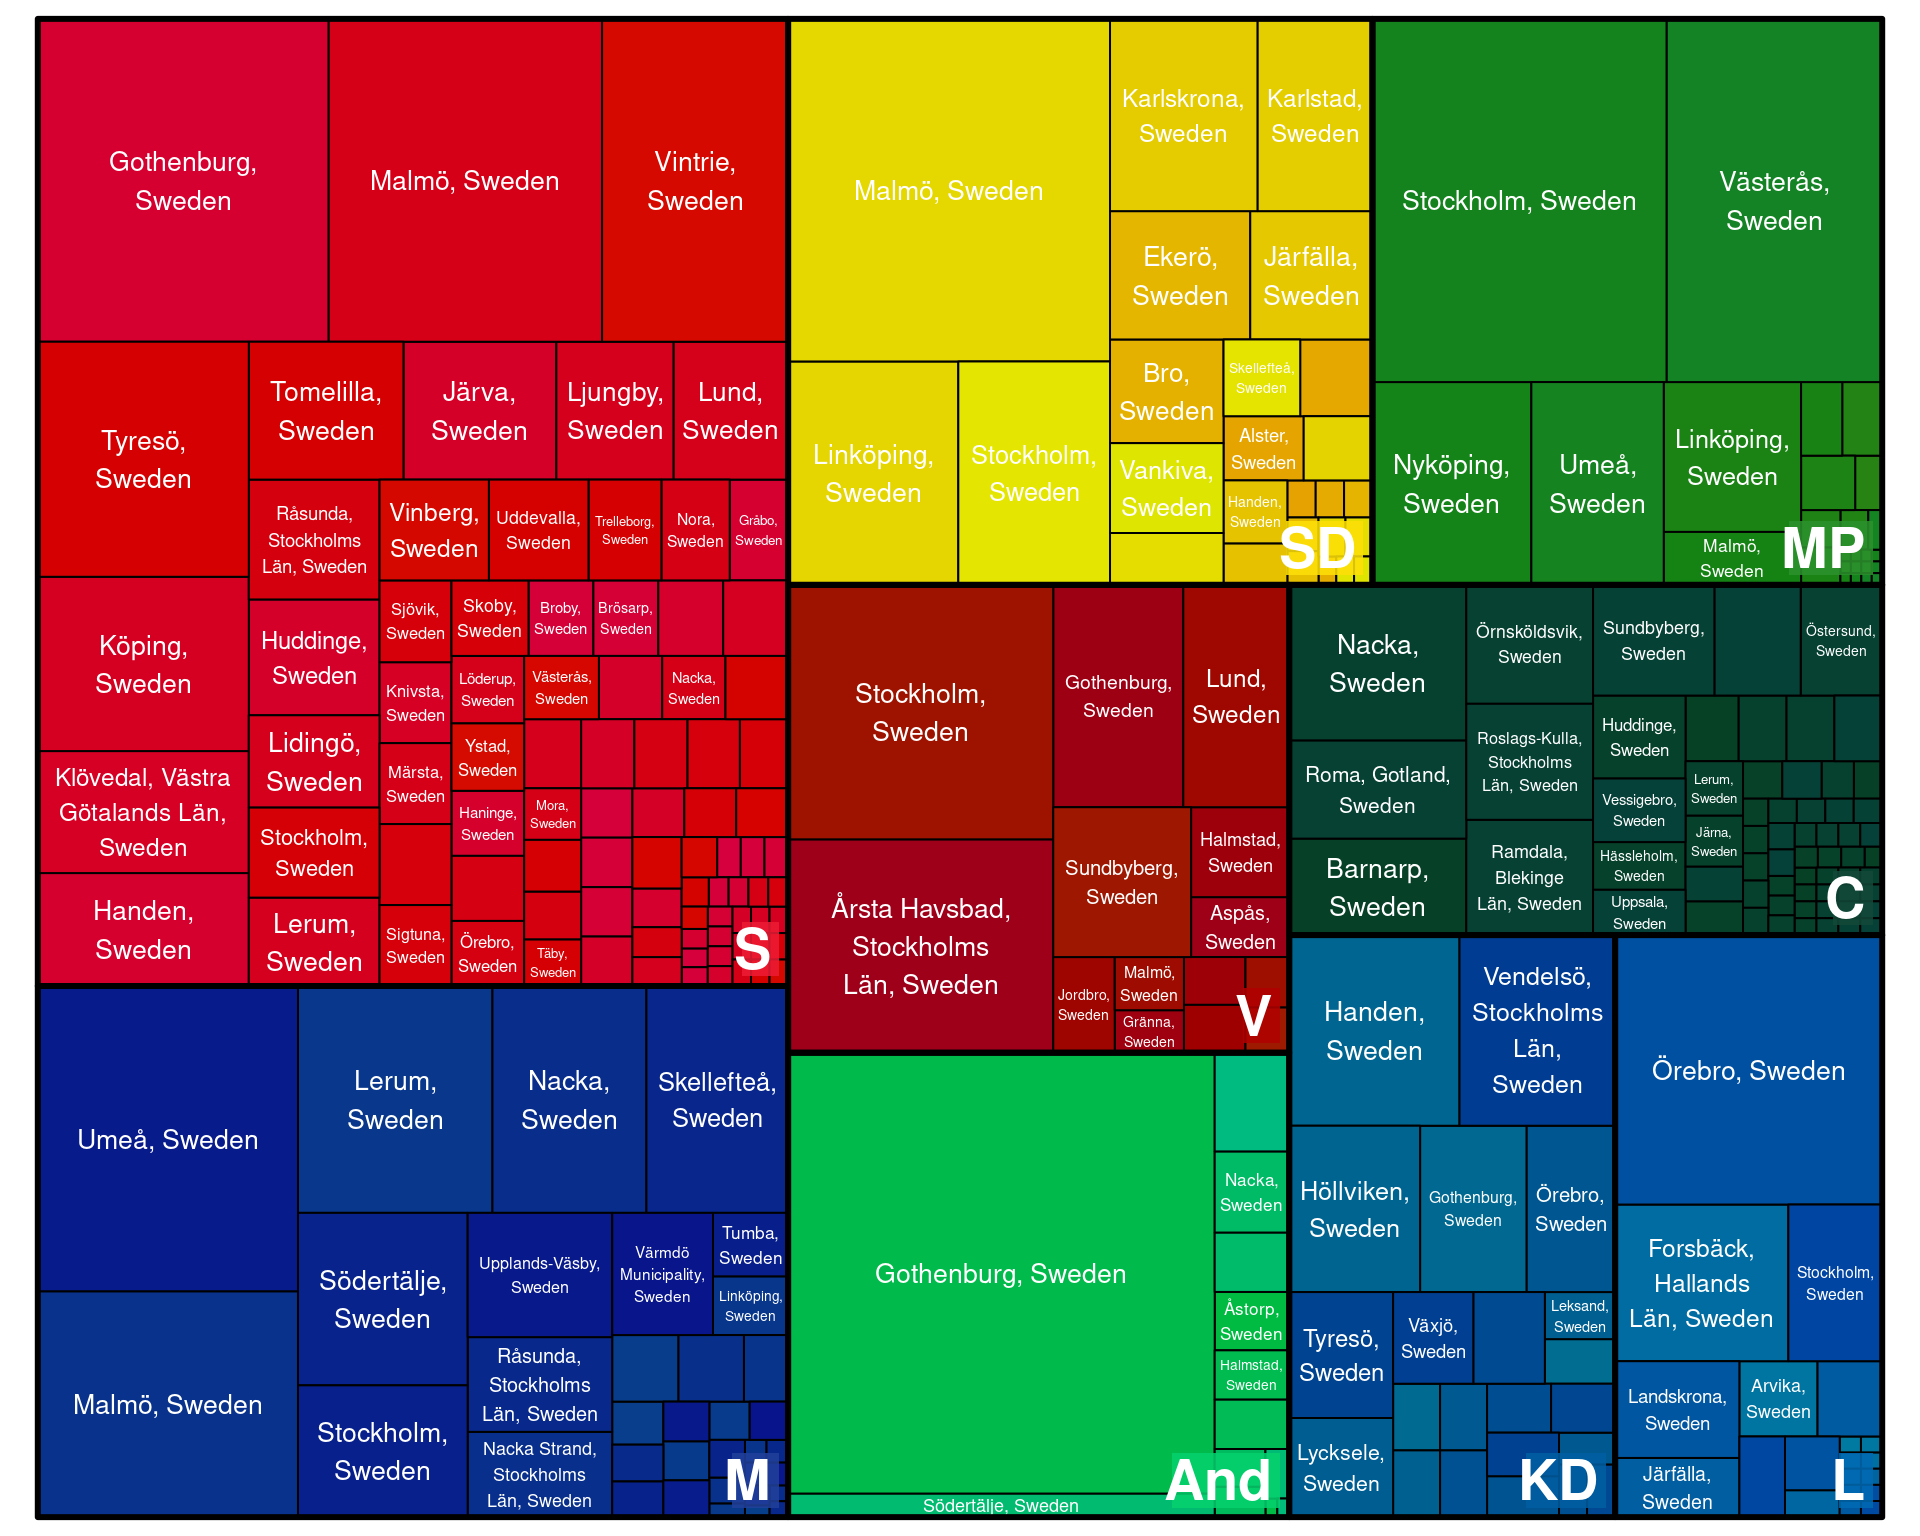 Gothenburg,
Sweden
Malmö, Sweden
Vintrie,
Sweden
Tyresö,
Sweden
Tomelilla,
Sweden
Järva,
Sweden
Ljungby,
Sweden
Lund,
Sweden
Råsunda,
Stockholms
Län, Sweden
Vinberg,
Sweden
Uddevalla,
Sweden
Trelleborg,
Sweden
Nora,
Sweden
Gråbo,
Sweden
Köping,
Sweden
Huddinge,
Sweden
Sjövik,
Sweden
Skoby,
Sweden
Broby,
Sweden
Brösarp,
Sweden
Knivsta,
Sweden
Löderup,
Sweden
Västerås,
Sweden
Nacka,
Sweden
Klövedal, Västra
Götalands Län,
Sweden
Lidingö,
Sweden
Märsta,
Sweden
Ystad,
Sweden
Haninge,
Sweden
Mora,
Sweden
Stockholm,
Sweden
Handen,
Sweden
Lerum,
Sweden
Sigtuna,
Sweden
Örebro,
Sweden
Täby,
Sweden
S
Malmö, Sweden
Karlskrona,
Sweden
Karlstad,
Sweden
Ekerö,
Sweden
Järfälla,
Sweden
Bro,
Sweden
Skellefteå,
Sweden
Linköping,
Sweden
Stockholm,
Sweden
Vankiva,
Sweden
Alster,
Sweden
Handen,
Sweden
SD
Stockholm, Sweden
Västerås,
Sweden
Nyköping,
Sweden
Umeå,
Sweden
Linköping,
Sweden
Malmö,
Sweden
MP
Stockholm,
Sweden
Gothenburg,
Sweden
Lund,
Sweden
Årsta Havsbad,
Stockholms
Län, Sweden
Sundbyberg,
Sweden
Halmstad,
Sweden
Aspås,
Sweden
Jordbro,
Sweden
Malmö,
Sweden
Gränna,
Sweden
V
Nacka,
Sweden
Örnsköldsvik,
Sweden
Sundbyberg,
Sweden
Östersund,
Sweden
Roma, Gotland,
Sweden
Roslags-Kulla,
Stockholms
Län, Sweden
Huddinge,
Sweden
Lerum,
Sweden
Vessigebro,
Sweden
Järna,
Sweden
Barnarp,
Sweden
Ramdala,
Blekinge
Län, Sweden
Hässleholm,
Sweden
Uppsala,
Sweden
C
Umeå, Sweden
Lerum,
Sweden
Nacka,
Sweden
Skellefteå,
Sweden
Södertälje,
Sweden
Upplands-Väsby,
Sweden
Värmdö
Municipality,
Sweden
Tumba,
Sweden
Linköping,
Sweden
Malmö, Sweden
Råsunda,
Stockholms
Län, Sweden
Stockholm,
Sweden
Nacka Strand,
Stockholms
Län, Sweden
M
Gothenburg, Sweden
Nacka,
Sweden
Åstorp,
Sweden
Halmstad,
Sweden
Södertälje, Sweden
And
Handen,
Sweden
Vendelsö,
Stockholms
Län,
Sweden
Höllviken,
Sweden
Gothenburg,
Sweden
Örebro,
Sweden
Tyresö,
Sweden
Växjö,
Sweden
Leksand,
Sweden
Lycksele,
Sweden
KD
Örebro, Sweden
Forsbäck,
Hallands
Län, Sweden
Stockholm,
Sweden
Landskrona,
Sweden
Arvika,
Sweden
Järfälla,
Sweden
L